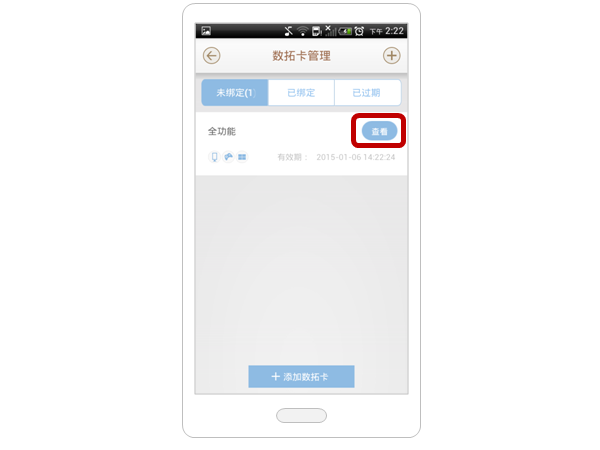 下午 2:22
数拓卡管理
未绑定(1)
已绑定
已过期
全功能
查看
有效期： 2015-01-06 14:22:24
+ 添加数拓卡